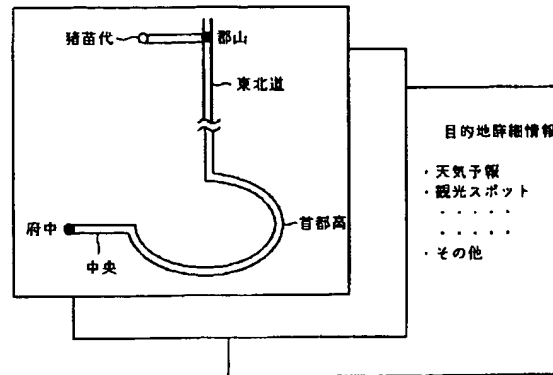 猪苗代
郡山
東北道
府中
中央
首都高
目的地詳細情報
・天気予報
・観光スポット
・・・・・
・・・・・
・その他